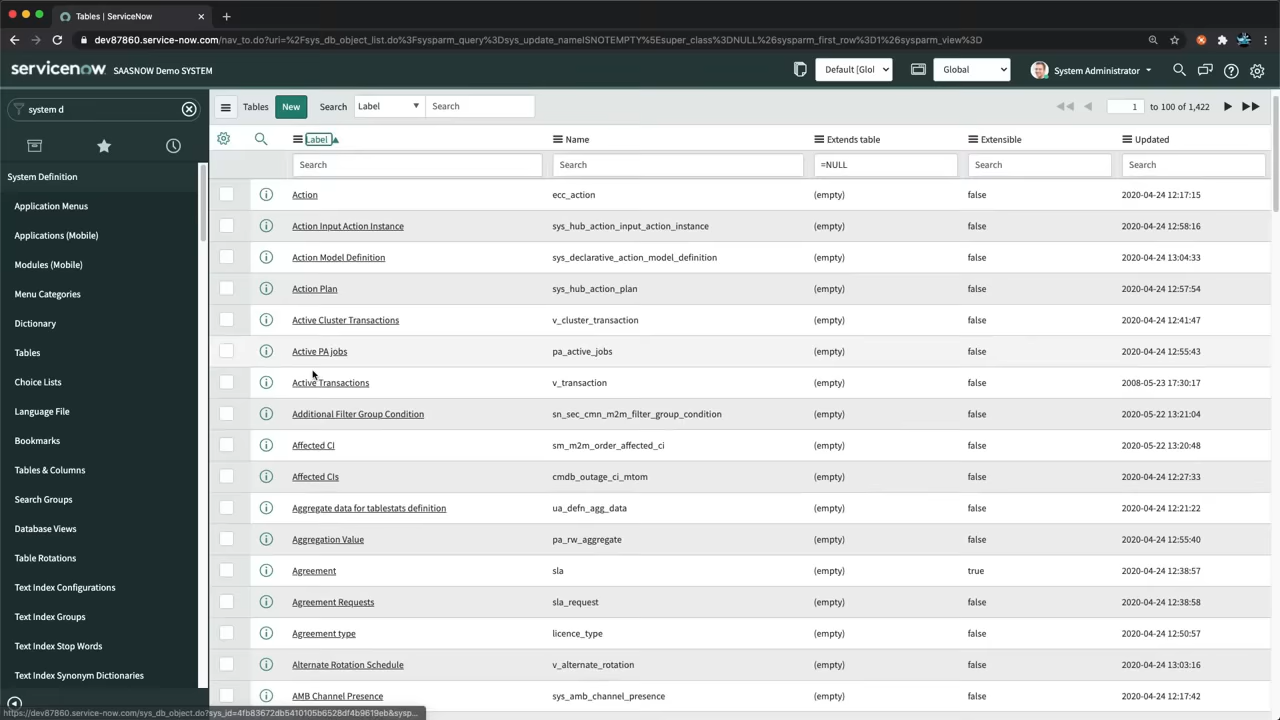 Tables | ServiceNow
dev87860.service-now.com/nav_to.do?uri=%2Fsys_db_object_list.do%3Fsysparm_query%3Dsys_update_nameISNOTEMPTY%5Esuper_class%3DNULL%26sysparm_first_row%3D1%26sysparm_view%3D
servicenow SAASNOW Demo SYSTEM
Default [Glol Global System Administrator
system d
Tables New Search Label Search 1 to 100 of 1,422
Label Name Extends table Extensible Updated
Search Search =NULL Search Search
System Definition
Application Menus
Applications (Mobile)
Modules (Mobile)
Menu Categories
Dictionary
Tables
Choice Lists
Language File
Bookmarks
Tables & Columns
Search Groups
Database Views
Table Rotations
Text Index Configurations
Text Index Groups
Text Index Stop Words
Text Index Synonym Dictionaries
Action ecc_action (empty) false 2020-04-24 12:17:15
Action Input Action Instance sys_hub_action_input_action_instance (empty) false 2020-04-24 12:58:16
Action Model Definition sys_declarative_action_model_definition (empty) false 2020-04-24 13:04:33
Action Plan sys_hub_action_plan (empty) false 2020-04-24 12:57:54
Active Cluster Transactions v_cluster_transaction (empty) false 2020-04-24 12:41:47
Active PA jobs pa_active_jobs (empty) false 2020-04-24 12:55:43
Active Transactions v_transaction (empty) false 2008-05-23 17:38:17
Additional Filter Group Condition sn_sec_cmn_m2m_filter_group_condition (empty) false 2020-05-22 13:21:04
Affected CI sm_m2m_order_affected_ci (empty) false 2020-05-22 13:20:48
Affected CIs cmdb_outage_ci_mtom (empty) false 2020-04-24 12:27:33
Aggregate data for tablestats definition ua_defn_agg_data (empty) false 2020-04-24 12:21:22
Aggregation Value pa_rw_aggregate (empty) false 2020-04-24 12:55:40
Agreement sla (empty) true 2020-04-24 12:38:57
Agreement Requests sla_request (empty) false 2020-04-24 12:38:58
Agreement type licence_type (empty) false 2020-04-24 12:50:57
Alternate Rotation Schedule v_alternate_rotation (empty) false 2020-04-24 13:03:16
AMB Channel Presence sys_amb_channel_presence (empty) false 2020-04-24 12:17:42
https://dev87860.service-now.com/sys_db_object.do?sys_id=4fb83672db5410105b6528df4b9619eb&sysp...